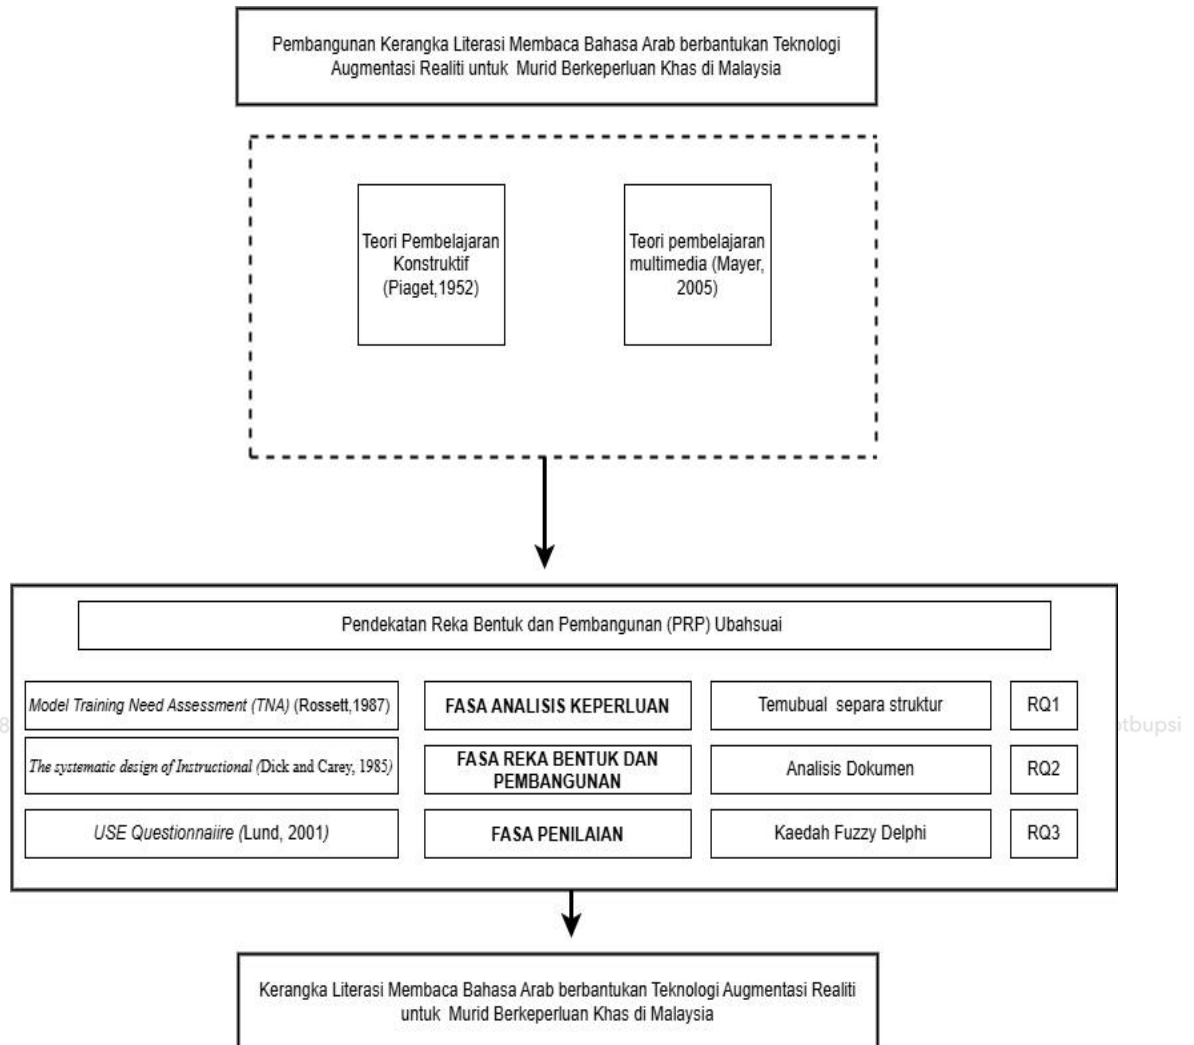 Pembangunan Kerangka Literasi Membaca Bahasa Arab berbantukan Teknologi
Augmentasi Realiti untuk Murid Berkeperluan Khas di Malaysia
Teori Pembelajaran
Konstruktif
(Piaget,1952)
Teori pembelajaran
multimedia (Mayer,
2005)
Pendekatan Reka Bentuk dan Pembangunan (PRP) Ubahsuai
Model Training Need Assessment (TNA) (Rossett,1987)
FASA ANALISIS KEPERLUAN
Temubual separa struktur
RQ1
8
otbupsi
The systematic design of Instructional (Dick and Carey, 1985)
FASA REKA BENTUK DAN
PEMBANGUNAN
Analisis Dokumen
RQ2
USE Questionnaiire (Lund, 2001)
FASA PENILAIAN
Kaedah Fuzzy Delphi
RQ3
Kerangka Literasi Membaca Bahasa Arab berbantukan Teknologi Augmentasi Realiti
untuk Murid Berkeperluan Khas di Malaysia